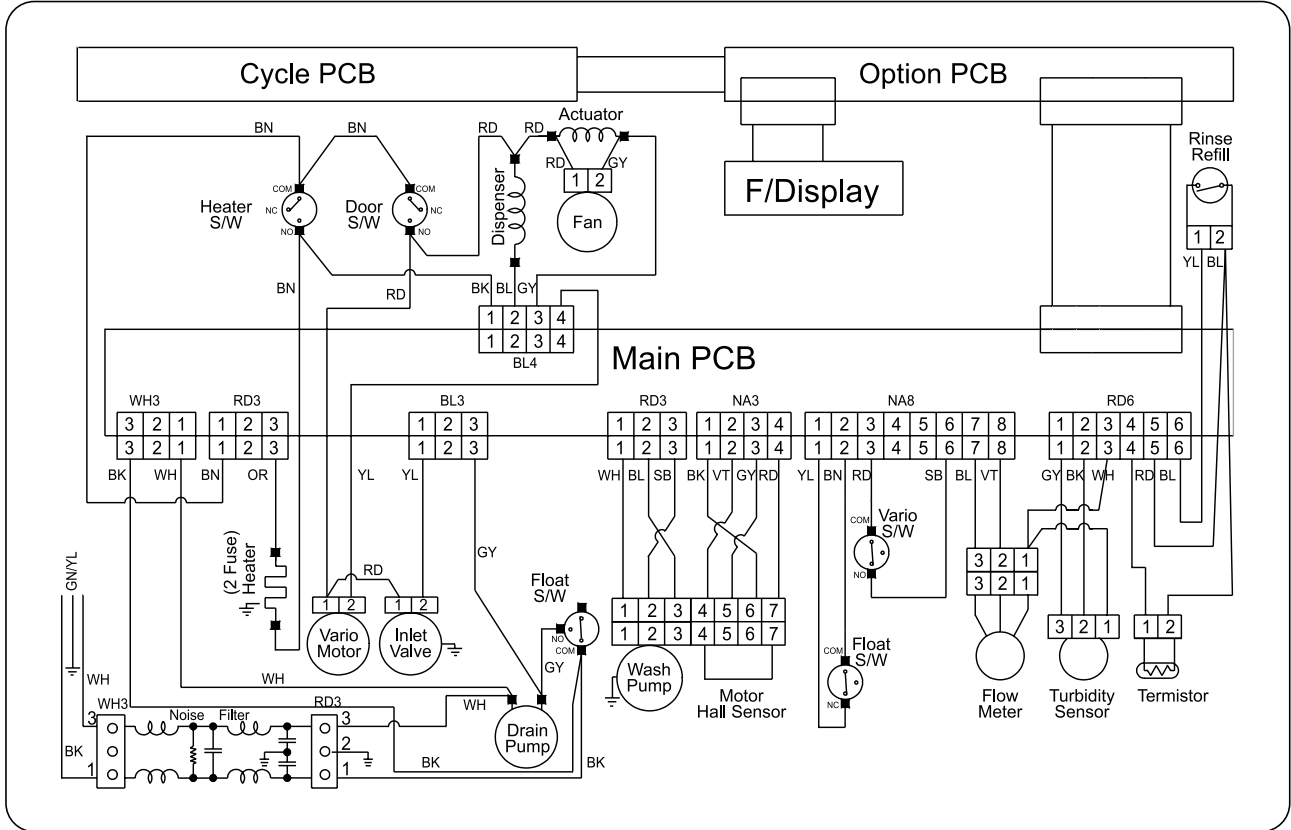 Cycle PCB
Option PCB
Actuator
BN
BN
RD
RD
Rinse
Refill
RD
GY
1 2
F/Display
COM
COM
Heater
S/W
NC
Door
S/W
NC
Dispenser
Fan
NO
NO
1 2
YL BL
BN
RD
BK BL GY
1 2 3 4
1 2 3 4
BL4
Main PCB
WH3
RD3
BL3
RD3
NA3
NA8
RD6
3 2 1
1 2 3
1 2 3
1 2 3
1 2 3 4
1 2 3 4 5 6 7 8
1 2 3 4 5 6
3 2 1
1 2 3
1 2 3
1 2 3
1 2 3 4
1 2 3 4 5 6 7 8
1 2 3 4 5 6
BK WH BN OR YL YL
WH BL SB BK VT GY RD
YL BN RD SB BL VT
GY BK WH RD BL
COM
Vario
S/W
NO
GY
GN/YL
(2 Fuse)
Heater
RD
Float
S/W
3 2 1
3 2 1
1 2
1 2
NO
COM
1 2 3 4 5 6 7
1 2 3 4 5 6 7
3 2 1
1 2
Vario
Motor
Inlet
Valve
GY
Wash
Pump
COM
Float
S/W
NC
WH
WH
Motor
Hall Sensor
Flow
Meter
Turbidity
Sensor
Termistor
WH3
Noise
Filter
RD3
WH
3
3
Drain
Pump
2
BK
BK
BK
1
1